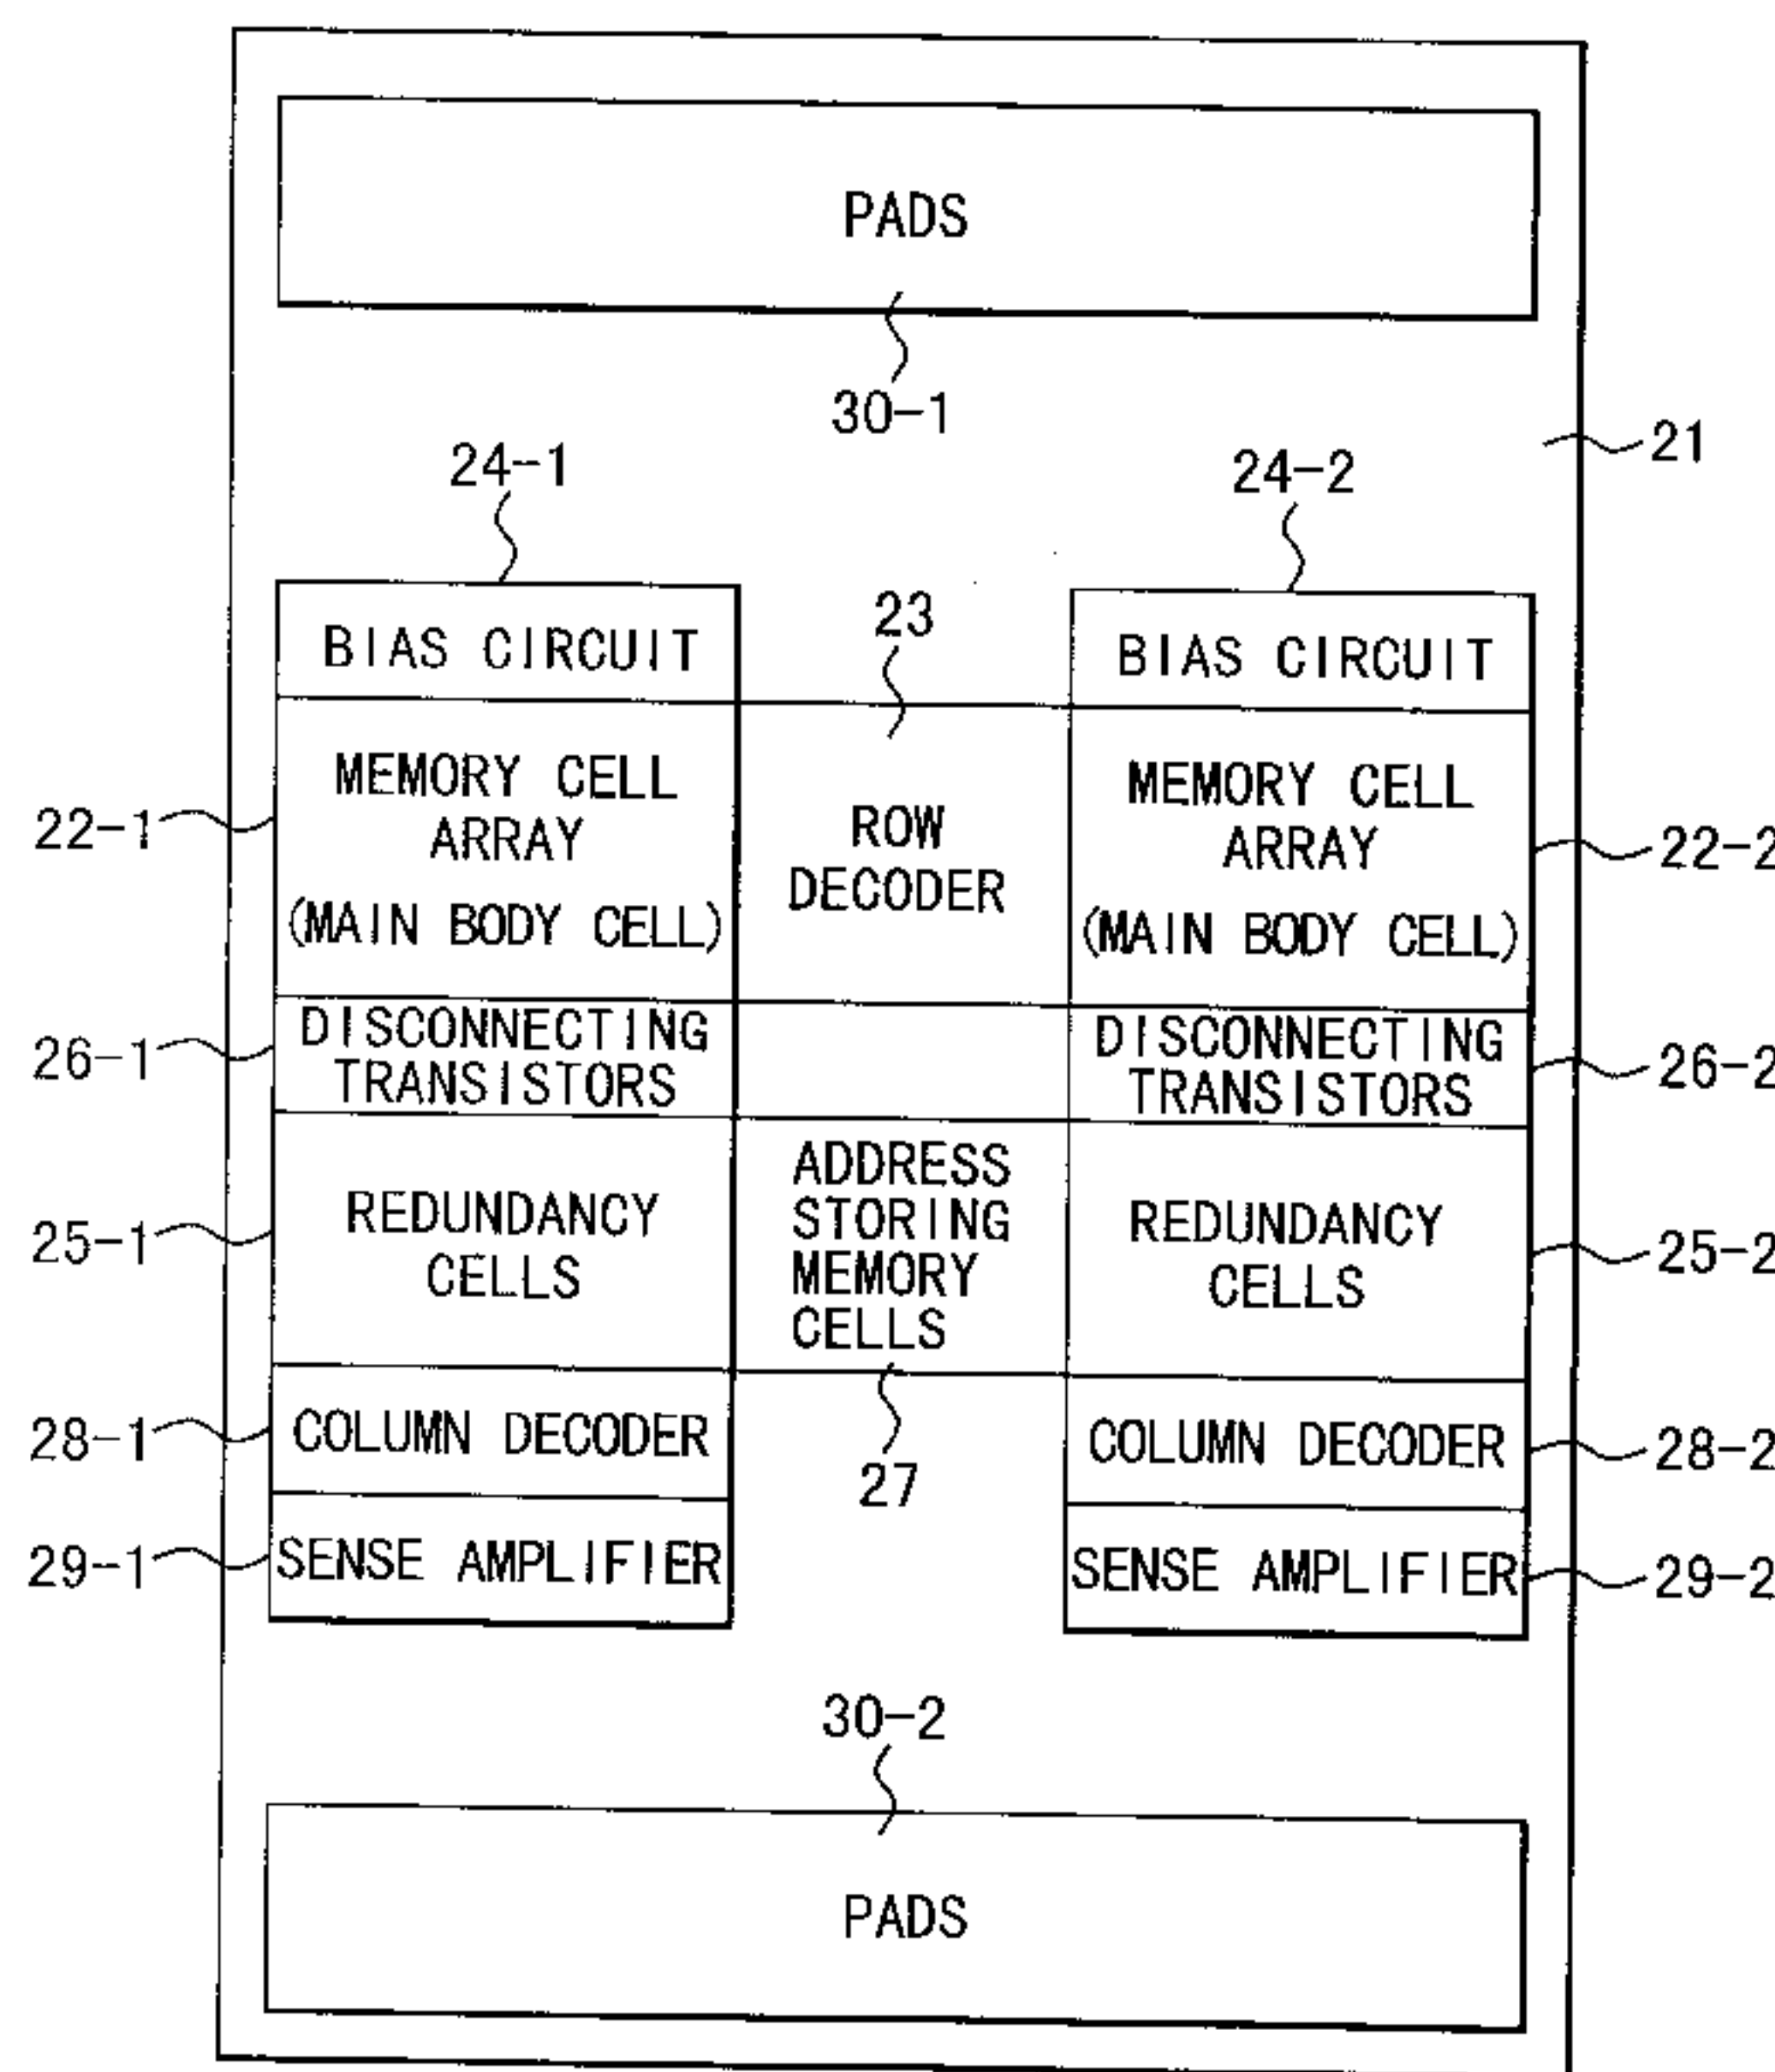 PADS
30-1
21
24-1
24-2
BIAS CIRCUIT
23
BIAS CIRCUIT
22-1
MEMORY CELL
ARRAY
(MAIN BODY CELL)
ROW
DECODER
MEMORY CELL
ARRAY
(MAIN BODY CELL)
22-2
26-1
DISCONNECTING
TRANSISTORS
DISCONNECTING
TRANSISTORS
26-2
25-1
REDUNDANCY
CELLS
ADDRESS
STORING
MEMORY
CELLS
REDUNDANCY
CELLS
25-2
28-1
COLUMN DECODER
27
COLUMN DECODER
28-2
29-1
SENSE AMPLIFIER
SENSE AMPLIFIER
29-2
30-2
PADS